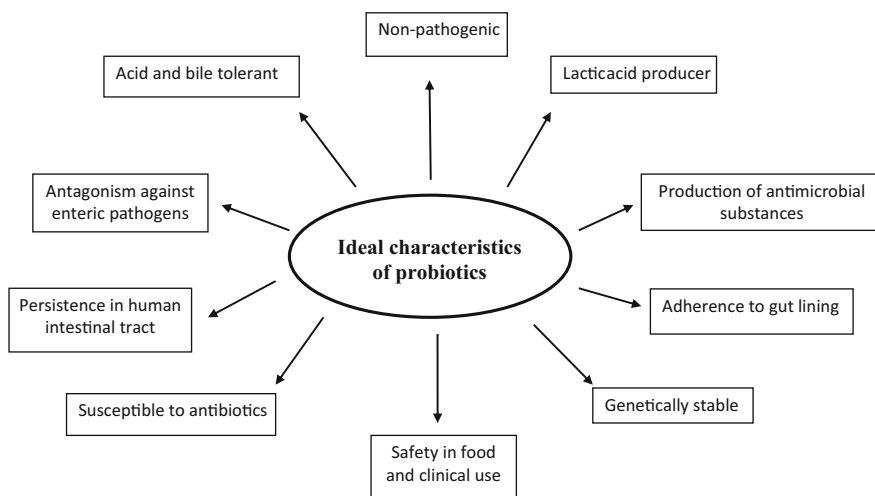 Non-pathogenic
Acid and bile tolerant
Lacticacid producer
Antagonism against
enteric pathogens
Production of antimicrobial
substances
Ideal characteristics
of probiotics
Persistence in human
intestinal tract
Adherence to gut lining
Susceptible to antibiotics
Genetically stable
Safety in food
and clinical use